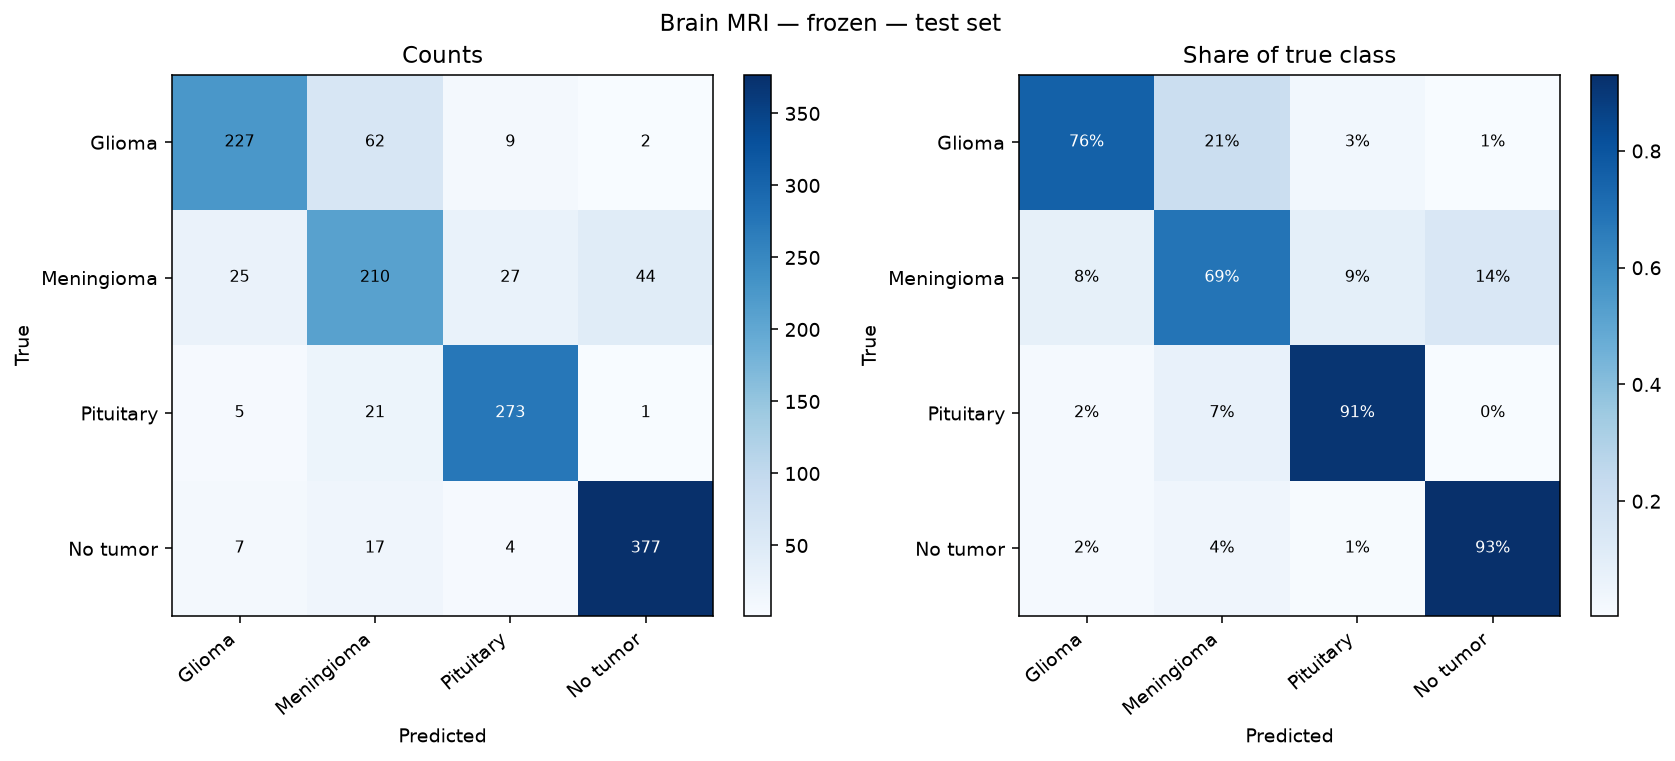 Brain MRI — frozen — test set
Counts
True
Glioma 227 62 9 2
Meningioma 25 210 27 44
Pituitary 5 21 273 1
No tumor 7 17 4 377
Glioma Meningioma Pituitary No tumor
Predicted
350
300
250
200
150
100
50
Share of true class
True
Glioma 76% 21% 3% 1%
Meningioma 8% 69% 9% 14%
Pituitary 2% 7% 91% 0%
No tumor 2% 4% 1% 93%
Glioma Meningioma Pituitary No tumor
Predicted
0.8
0.6
0.4
0.2